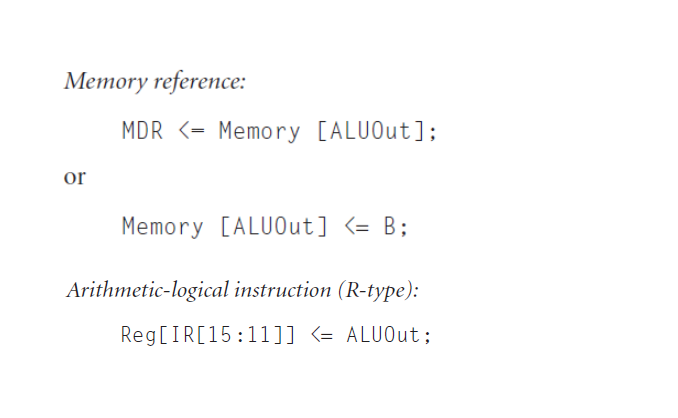 Memory reference:
MDR <= Memory [ALUOut];
or
Memory [ALUOut] <= B;
Arithmetic-logical instruction (R-type):
Reg[IR[15:11]] <= ALUOut;